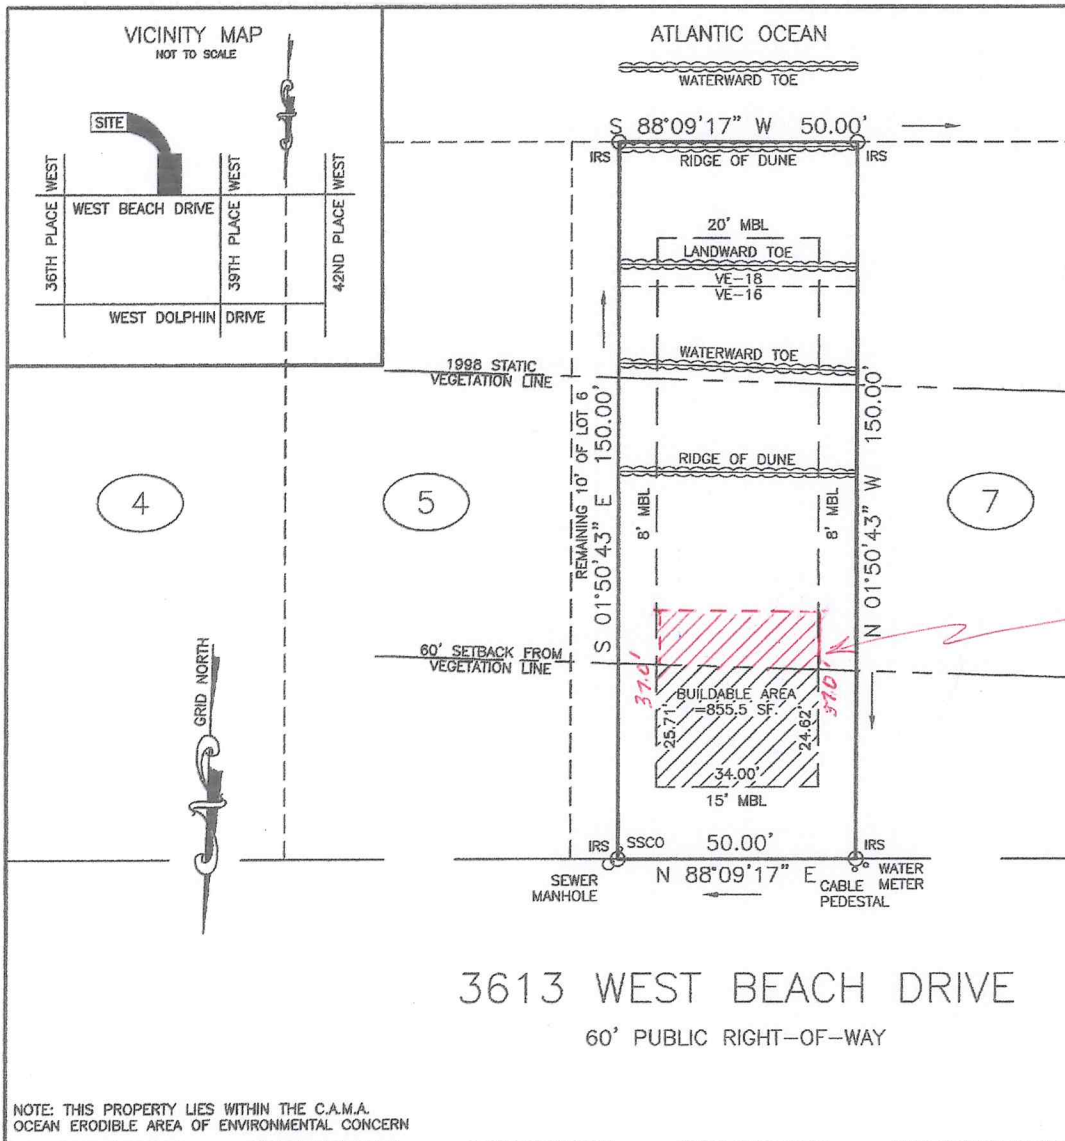 VICINITY MAP
NOT TO SCALE
SITE
36TH PLACE WEST
WEST BEACH DRIVE
39TH PLACE WEST
42ND PLACE WEST
WEST DOLPHIN DRIVE
ATLANTIC OCEAN
WATERWARD TOE
S 88°09'17" W 50.00'
IRS
RIDGE OF DUNE
IRS
20' MBL
LANDWARD TOE
VE-18
VE-16
WATERWARD TOE
1998 STATIC
VEGETATION LINE
REMAINING 10' OF LOT 6
S 01°50'43" E 150.00'
N 01°50'43" W 150.00'
RIDGE OF DUNE
4
5
7
8' MBL
8' MBL
60' SETBACK FROM
VEGETATION LINE
37.0'
37.0'
BUILDABLE AREA
=855.5 SF.
25.71'
24.62'
34.00'
15' MBL
GRID NORTH
IRS
SSCO
50.00'
IRS
SEWER
MANHOLE
N 88°09'17" E
CABLE
PEDESTAL
WATER
METER
3613 WEST BEACH DRIVE
60' PUBLIC RIGHT-OF-WAY
NOTE: THIS PROPERTY LIES WITHIN THE C.A.M.A.
OCEAN ERODIBLE AREA OF ENVIRONMENTAL CONCERN